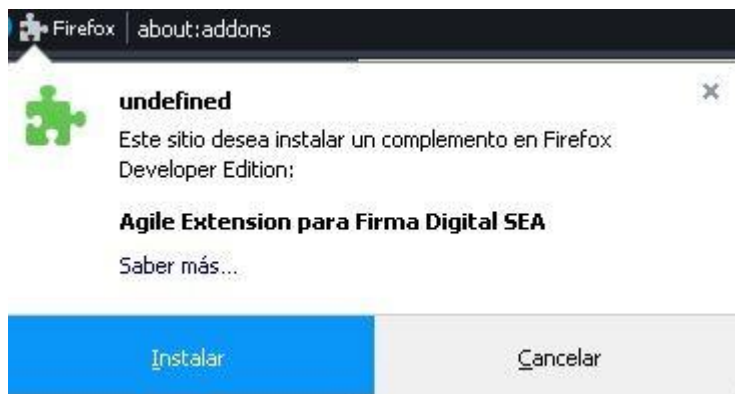 Firefox about:addons
undefined
Este sitio desea instalar un complemento en Firefox
Developer Edition:
Agile Extension para Firma Digital SEA
Saber más...
Instalar Cancelar